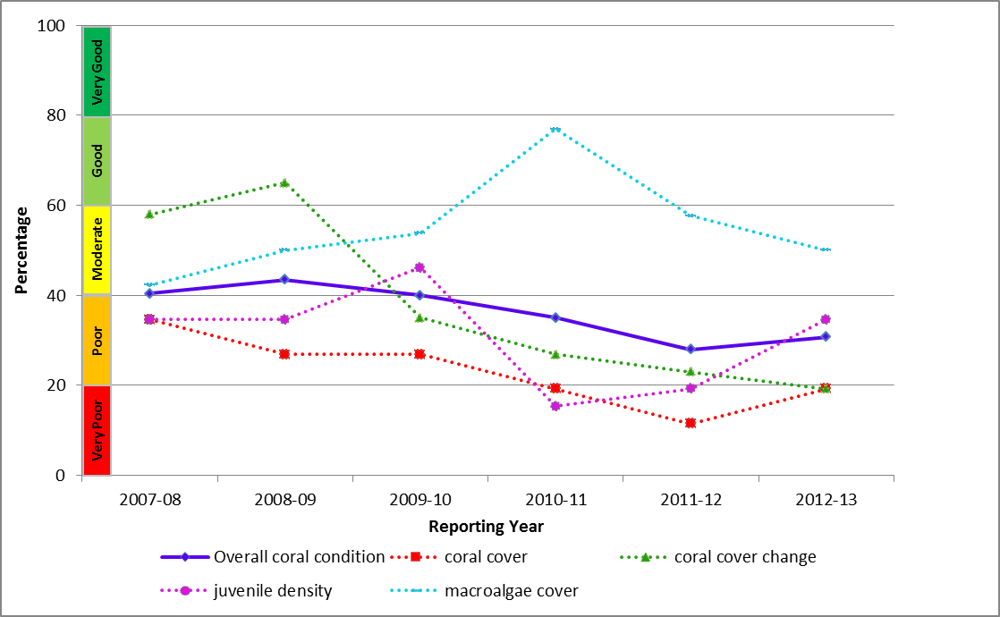 100
80
60
40
20
0
Very Good
Good
Moderate
Poor
Very Poor
Percentage
2007-08 2008-09 2009-10 2010-11 2011-12 2012-13
Reporting Year
Overall coral condition coral cover coral cover change
juvenile density macroalgae cover